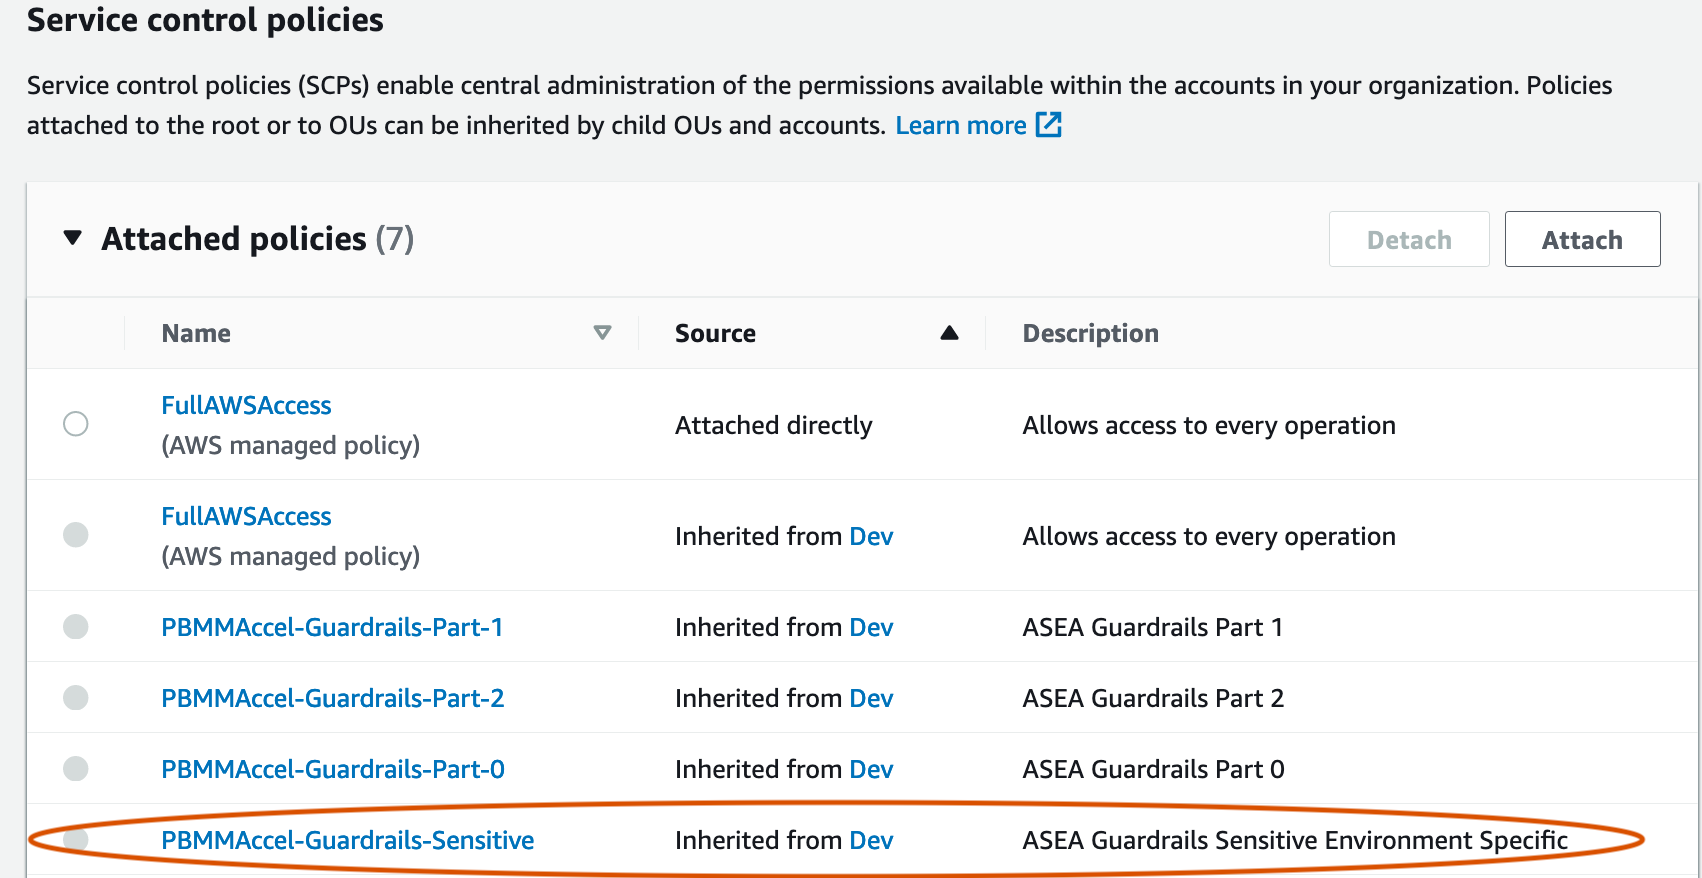 Service control policies
Service control policies (SCPs) enable central administration of the permissions available within the accounts in your organization. Policies
attached to the root or to OUs can be inherited by child OUs and accounts. Learn more
Attached policies (7)
Detach
Attach
Name
Source
Description
FullAWSAccess
(AWS managed policy)
Attached directly
Allows access to every operation
FullAWSAccess
(AWS managed policy)
Inherited from Dev
Allows access to every operation
PBMMAccel-Guardrails-Part-1
Inherited from Dev
ASEA Guardrails Part 1
PBMMAccel-Guardrails-Part-2
Inherited from Dev
ASEA Guardrails Part 2
PBMMAccel-Guardrails-Part-0
Inherited from Dev
ASEA Guardrails Part 0
PBMMAccel-Guardrails-Sensitive
Inherited from Dev
ASEA Guardrails Sensitive Environment Specific